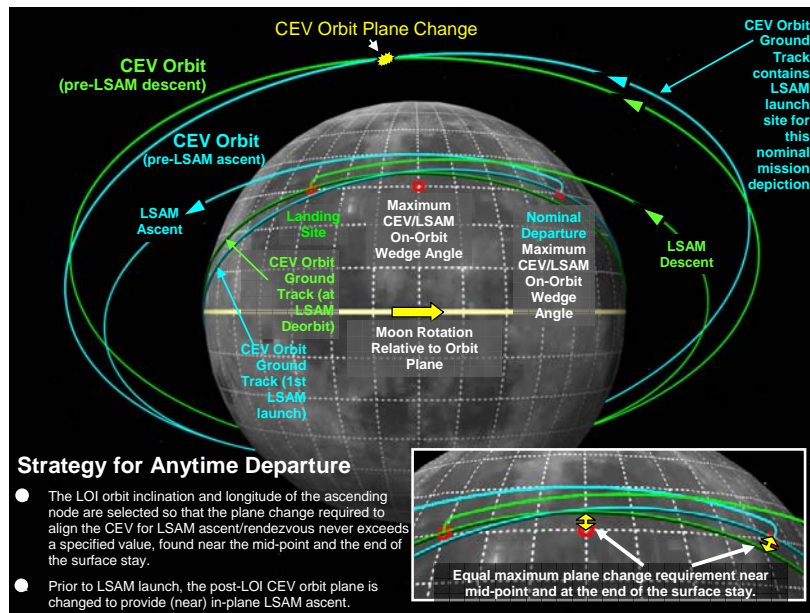 CEV Orbit Plane Change
CEV Orbit
(pre-LSAM descent)
CEV Orbit
Ground
Track
contains
LSAM
launch
site for
this
nominal
mission
depiction
CEV Orbit
(pre-LSAM ascent)
LSAM
Ascent
Landing
Site
Maximum
CEV/LSAM
On-Orbit
Wedge Angle
Nominal
Departure
Maximum
CEV/LSAM
On-Orbit
Wedge
Angle
LSAM
Descent
CEV Orbit
Ground
Track (at
LSAM
Deorbit)
CEV Orbit
Ground
Track (1st
LSAM
launch)
Moon Rotation
Relative to Orbit
Plane
Strategy for Anytime Departure
The LOI orbit inclination and longitude of the ascending
node are selected so that the plane change required to
align the CEV for LSAM ascent/rendezvous never exceeds
a specified value, found near the mid-point and the end of
the surface stay.
Prior to LSAM launch, the post-LOI CEV orbit plane is
changed to provide (near) in-plane LSAM ascent.
Equal maximum plane change requirement near
mid-point and at the end of the surface stay.